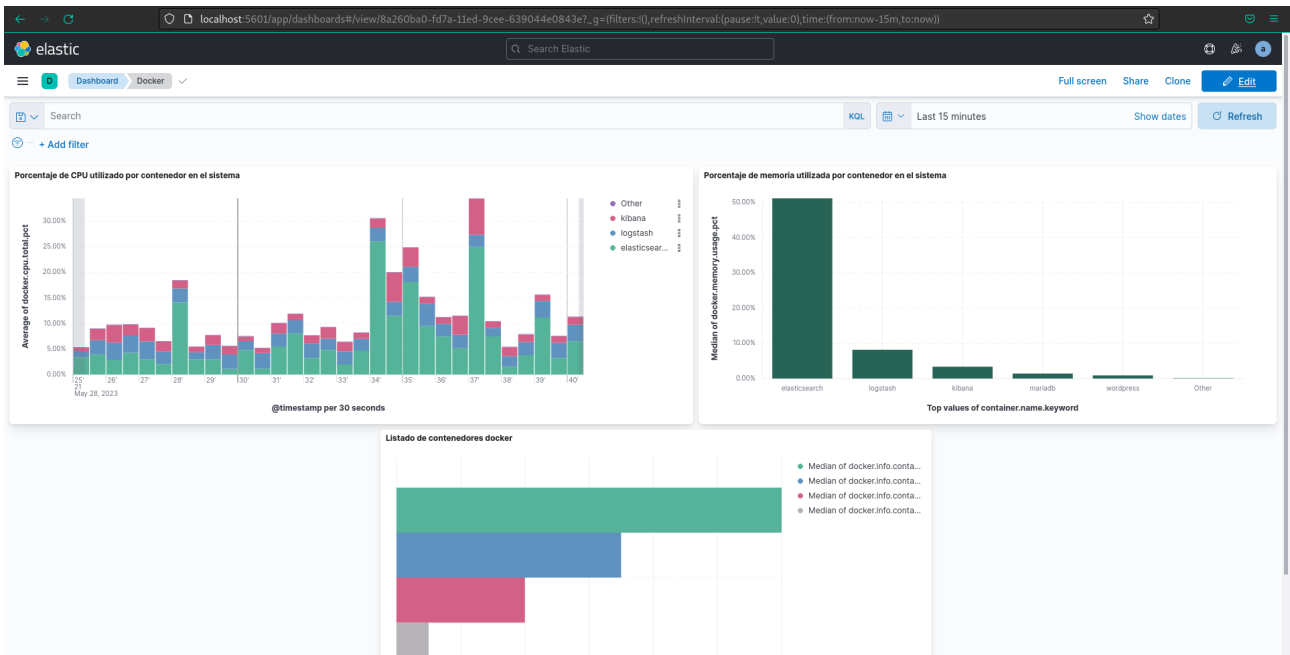 localhost:5601/app/dashboards#/view/8a260ba0-fd7a-11ed-9cee-639044e0843e?_g=(filters:!(),refreshInterval:(pause:!t,value:0),time:(from:now-15m,to:now))
elastic
Search Elastic
a
D
Dashboard
Docker
Full screen
Share
Clone
Edit
Search
KQL
Last 15 minutes
Show dates
Refresh
+ Add filter
Porcentaje de CPU utilizado por contenedor en el sistema
Average of docker.cpu.total.pct
30.00%
25.00%
20.00%
15.00%
10.00%
5.00%
0.00%
25' 26' 27' 28' 29' 30' 31' 32' 33' 34' 35' 36' 37' 38' 39' 40'
21
May 28, 2023
@timestamp per 30 seconds
Other
kibana
logstash
elasticsear...
Porcentaje de memoria utilizada por contenedor en el sistema
Median of docker.memory.usage.pct
50.00%
40.00%
30.00%
20.00%
10.00%
0.00%
elasticsearch logstash kibana mariadb wordpress Other
Top values of container.name.keyword
Listado de contenedores docker
Median of docker.info.conta...
Median of docker.info.conta...
Median of docker.info.conta...
Median of docker.info.conta...